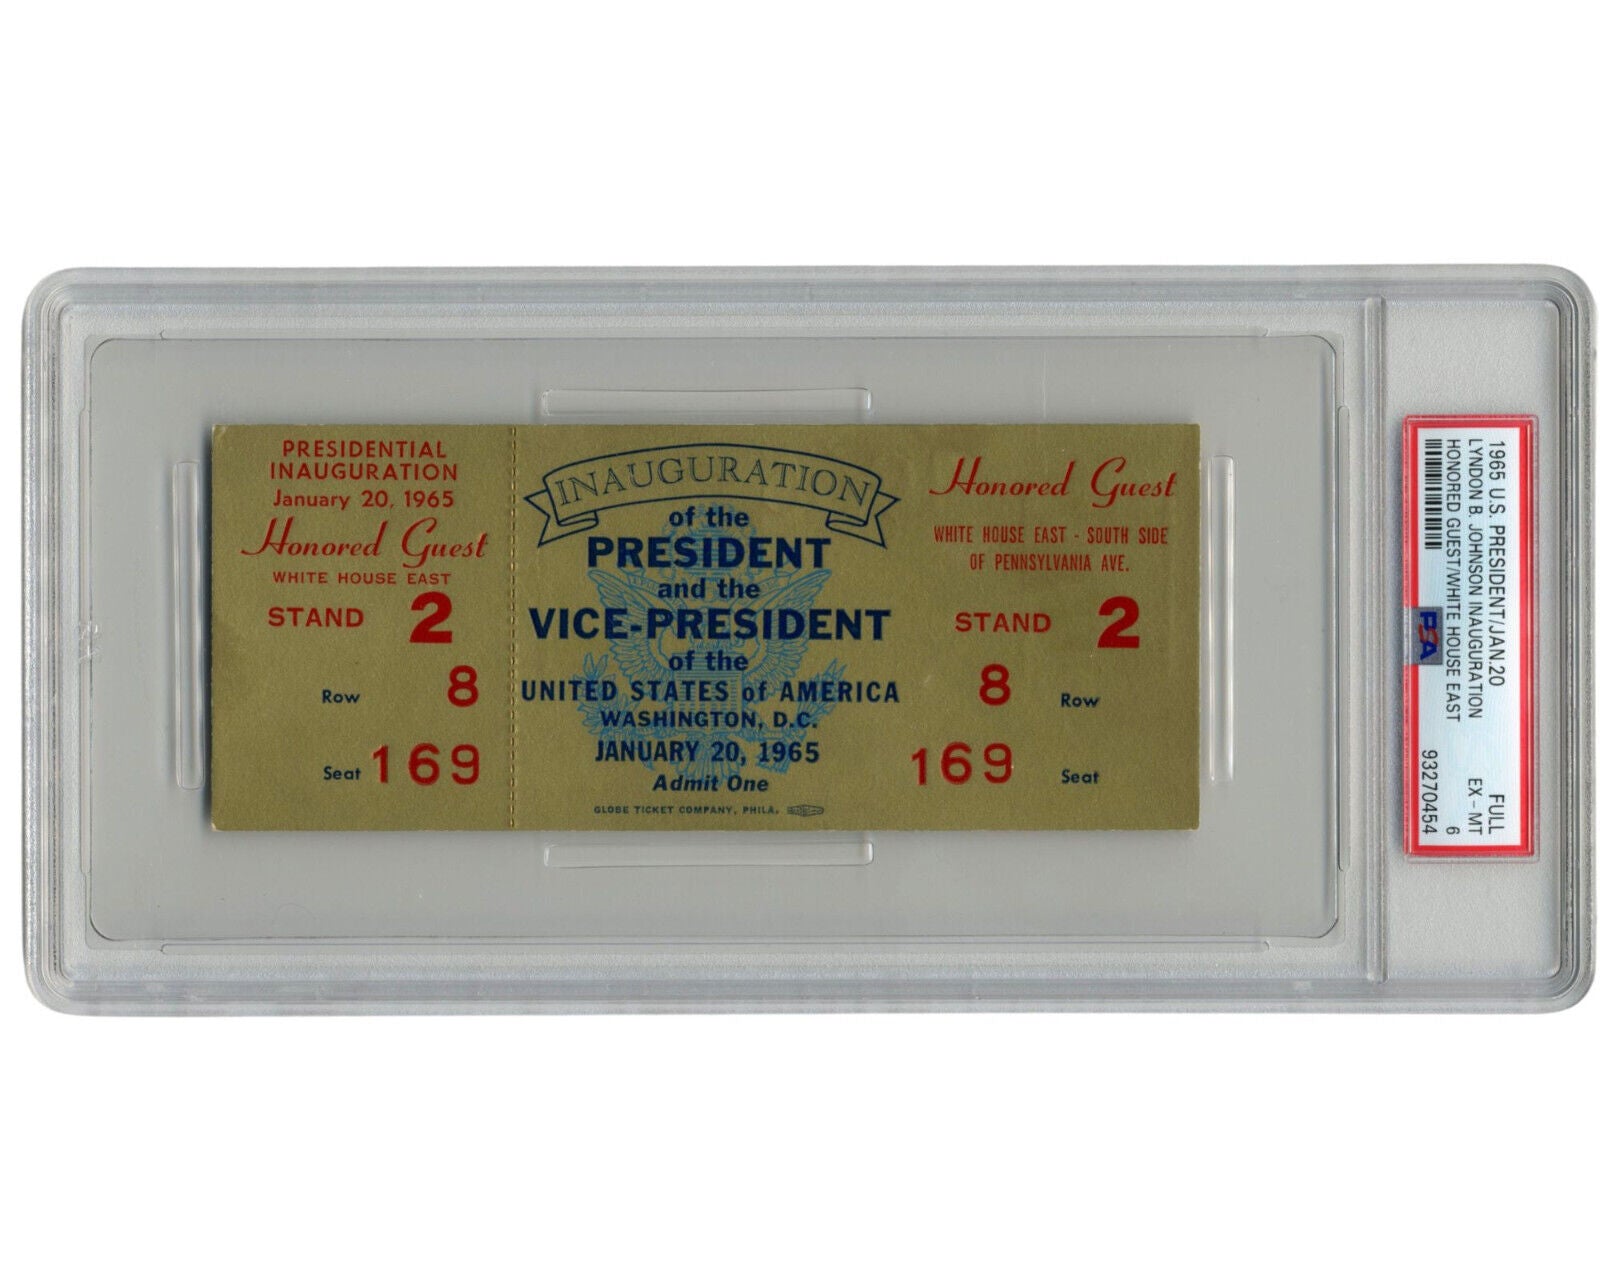 PRESIDENTIAL
INAUGURATION
January 20, 1965
Honored Guest
WHITE HOUSE EAST
STAND 2
Row 8
Seat 169
INAUGURATION
of the
PRESIDENT
and the
VICE-PRESIDENT
of the
UNITED STATES of AMERICA
WASHINGTON, D.C.
JANUARY 20, 1965
Admit One
GLOBE TICKET COMPANY, PHILA.
Honored Guest
WHITE HOUSE EAST - SOUTH SIDE
OF PENNSYLVANIA AVE.
STAND 2
8 Row
169 Seat
1965 U.S. PRESIDENT/JAN.20 FULL
LYNDON B. JOHNSON INAUGURATION EX - MT
HONORED GUEST/WHITE HOUSE EAST 6
PSA
93270454